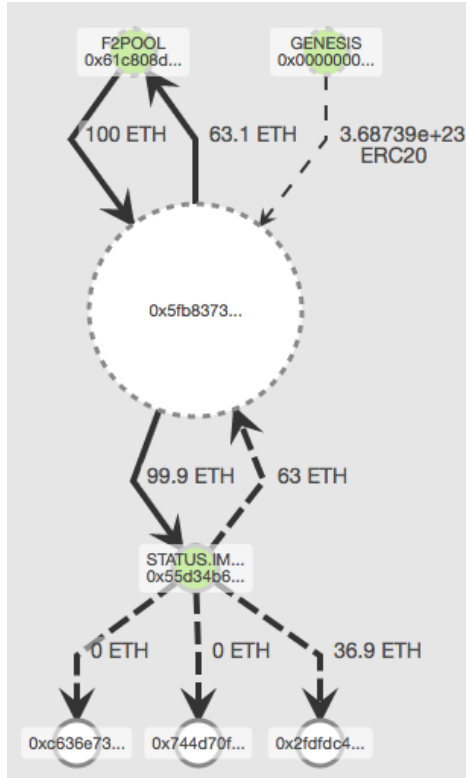 F2POOL
0x61c808d...
GENESIS
0x0000000...
100 ETH
63.1 ETH
3.68739e+23
ERC20
0x5fb8373...
99.9 ETH
63 ETH
STATUS.IM...
0x55d34b6...
0 ETH
0 ETH
36.9 ETH
0xc636e73...
0x744d70f...
0x2fdfdc4...